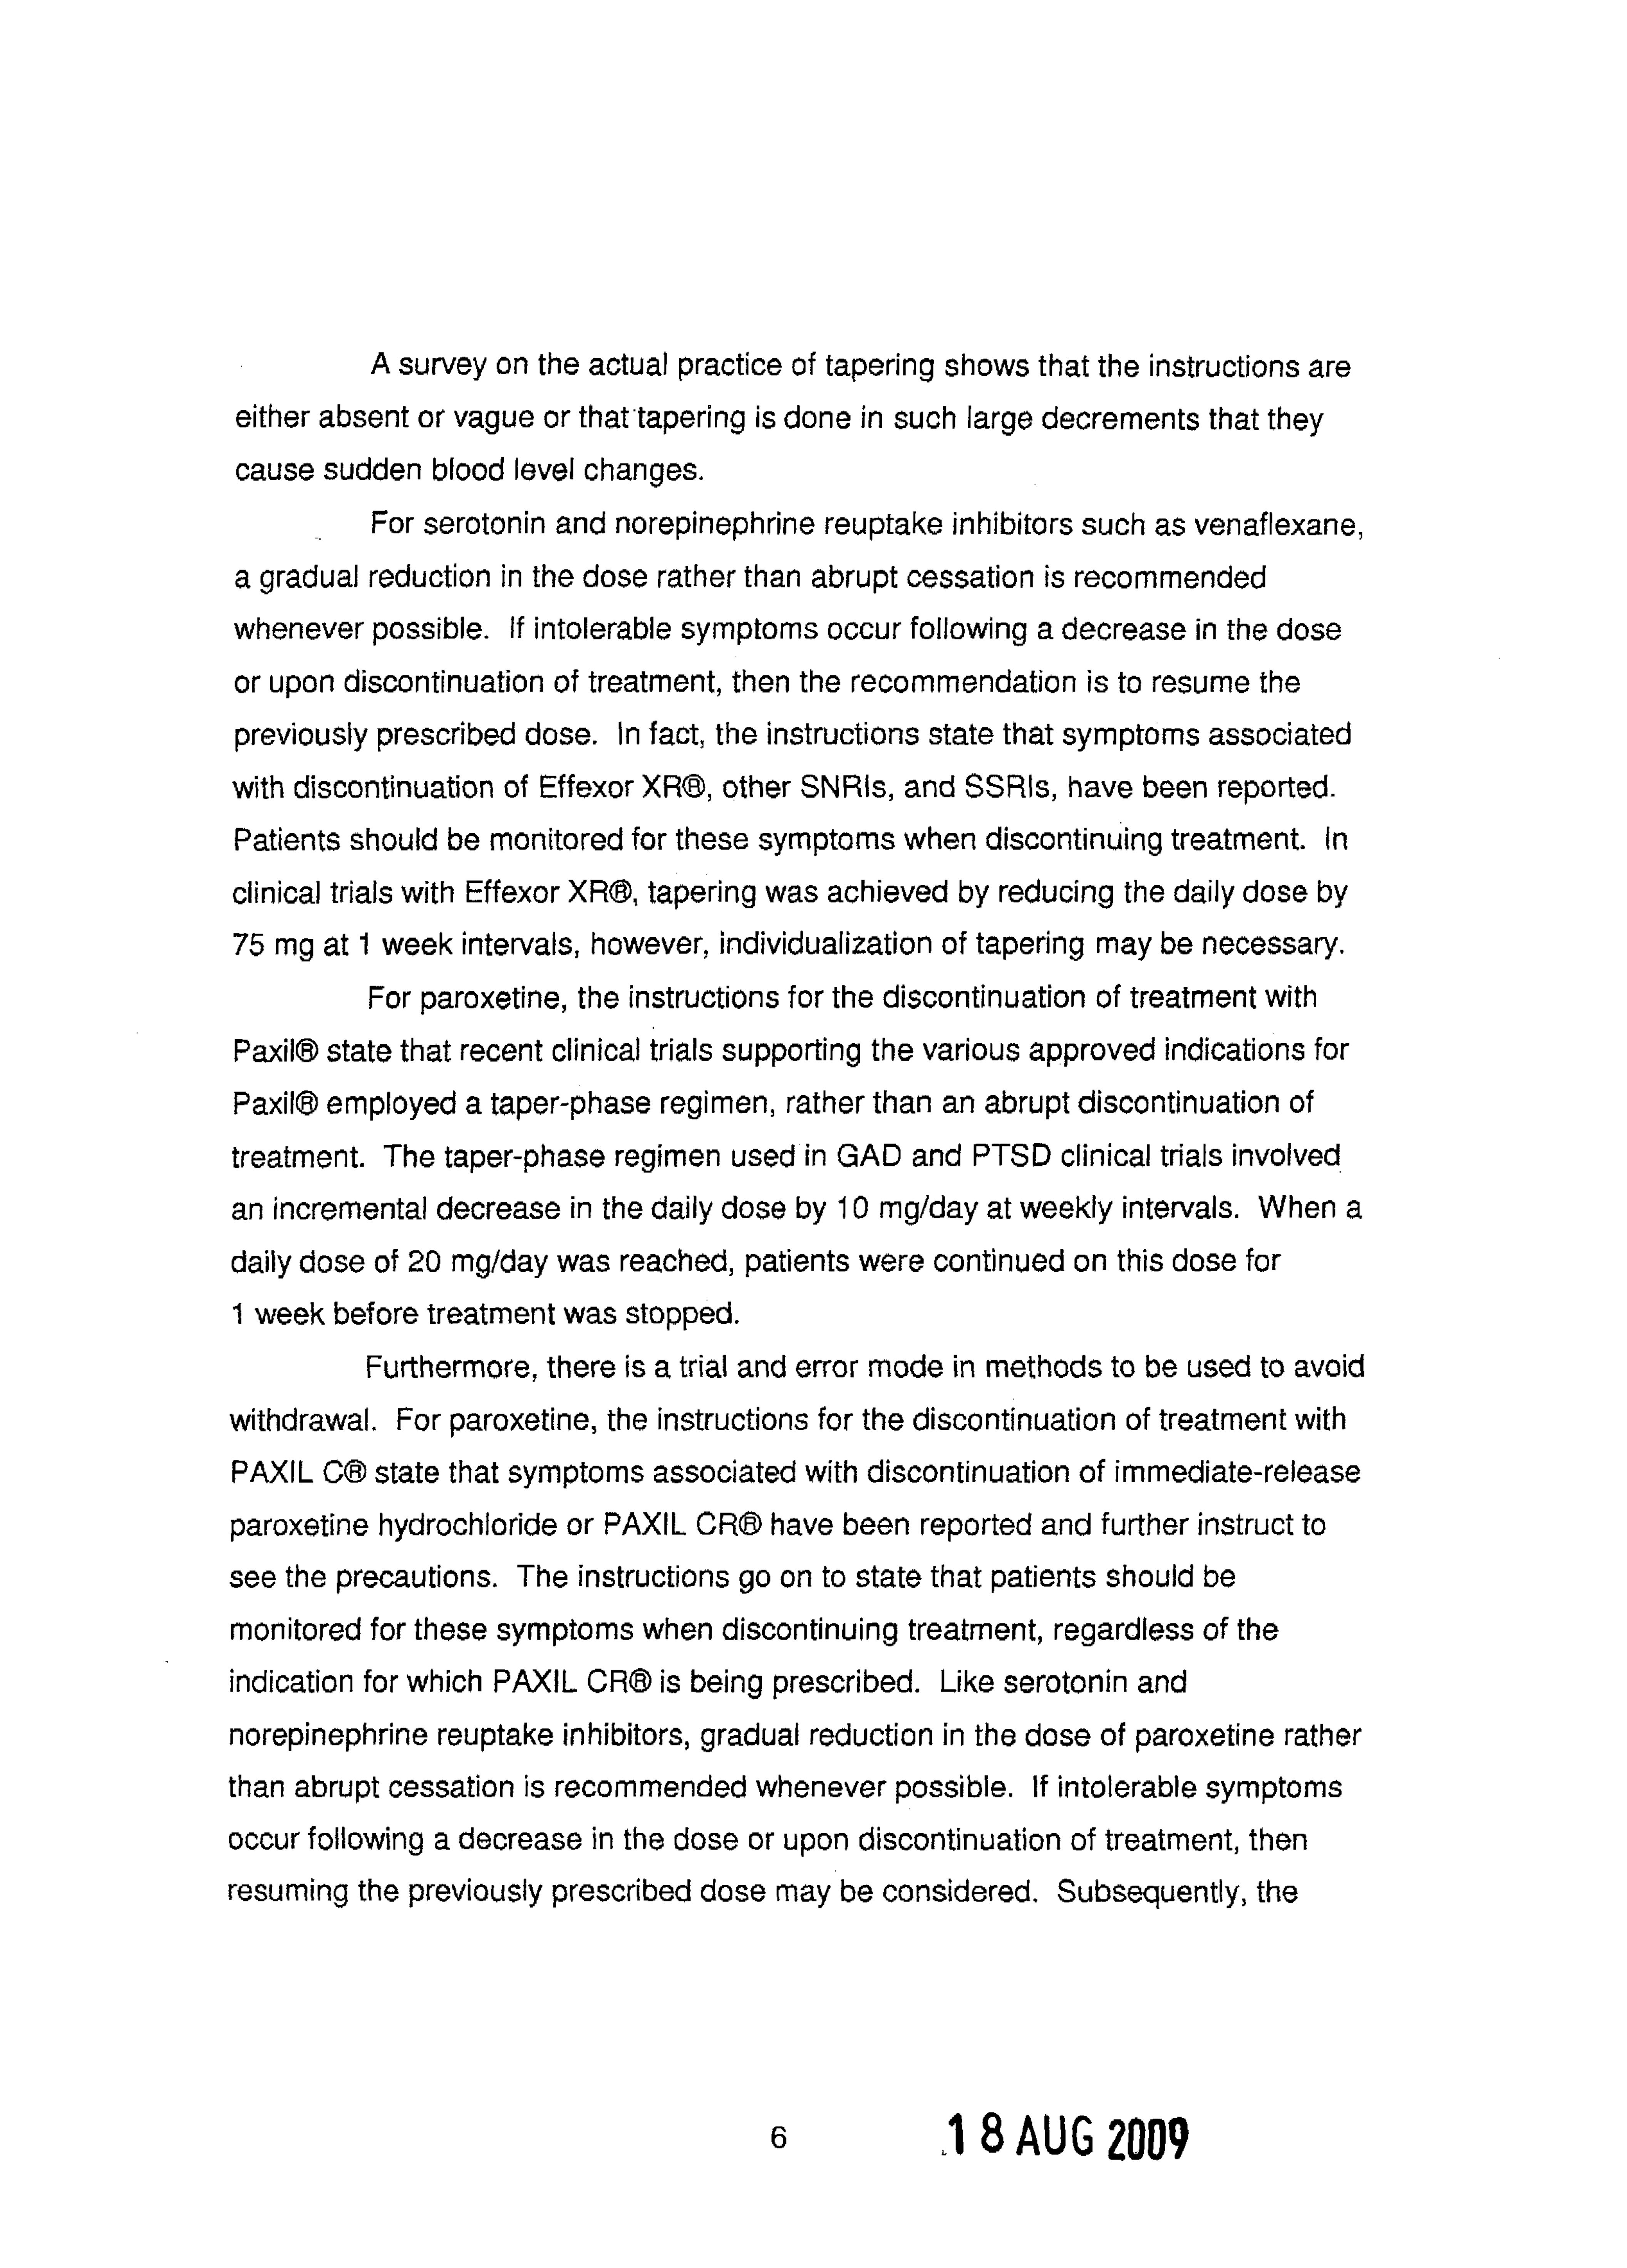 A survey on the actual practice of tapering shows that the instructions are
either absent or vague or that tapering is done in such large decrements that they
cause sudden blood level changes.
For serotonin and norepinephrine reuptake inhibitors such as venaflexane,
a gradual reduction in the dose rather than abrupt cessation is recommended
whenever possible. If intolerable symptoms occur following a decrease in the dose
or upon discontinuation of treatment, then the recommendation is to resume the
previously prescribed dose. In fact, the instructions state that symptoms associated
with discontinuation of Effexor XR®, other SNRIs, and SSRIs, have been reported.
Patients should be monitored for these symptoms when discontinuing treatment. In
clinical trials with Effexor XR®, tapering was achieved by reducing the daily dose by
75 mg at 1 week intervals, however, individualization of tapering may be necessary.
For paroxetine, the instructions for the discontinuation of treatment with
Paxil® state that recent clinical trials supporting the various approved indications for
Paxil® employed a taper-phase regimen, rather than an abrupt discontinuation of
treatment. The taper-phase regimen used in GAD and PTSD clinical trials involved
an incremental decrease in the daily dose by 10 mg/day at weekly intervals. When a
daily dose of 20 mg/day was reached, patients were continued on this dose for
1 week before treatment was stopped.
Furthermore, there is a trial and error mode in methods to be used to avoid
withdrawal. For paroxetine, the instructions for the discontinuation of treatment with
PAXIL C® state that symptoms associated with discontinuation of immediate-release
paroxetine hydrochloride or PAXIL CR® have been reported and further instruct to
see the precautions. The instructions go on to state that patients should be
monitored for these symptoms when discontinuing treatment, regardless of the
indication for which PAXIL CR® is being prescribed. Like serotonin and
norepinephrine reuptake inhibitors, gradual reduction in the dose of paroxetine rather
than abrupt cessation is recommended whenever possible. If intolerable symptoms
occur following a decrease in the dose or upon discontinuation of treatment, then
resuming the previously prescribed dose may be considered. Subsequently, the
6
18 AUG 2009